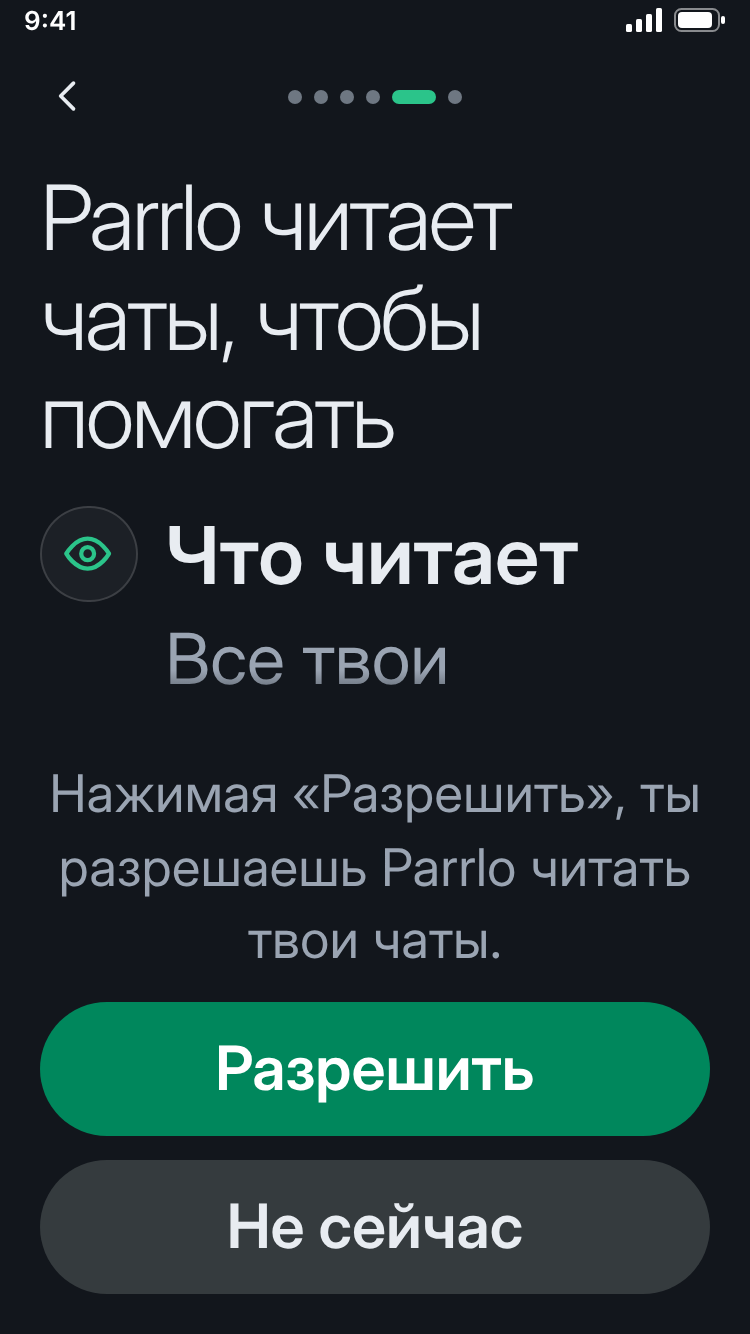 9:41
Parrlo читает
чаты, чтобы
помогать
Что читает
Все твои
Нажимая «Разрешить», ты
разрешаешь Parrlo читать
твои чаты.
Разрешить
Не сейчас